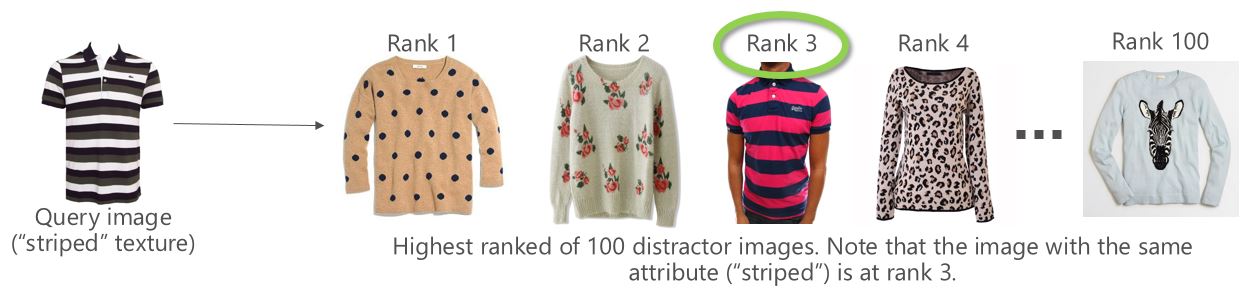 Rank 1
Rank 2
Rank 3
Rank 4
Rank 100
Query image
(“striped” texture)
Highest ranked of 100 distractor images. Note that the image with the same
attribute (“striped”) is at rank 3.